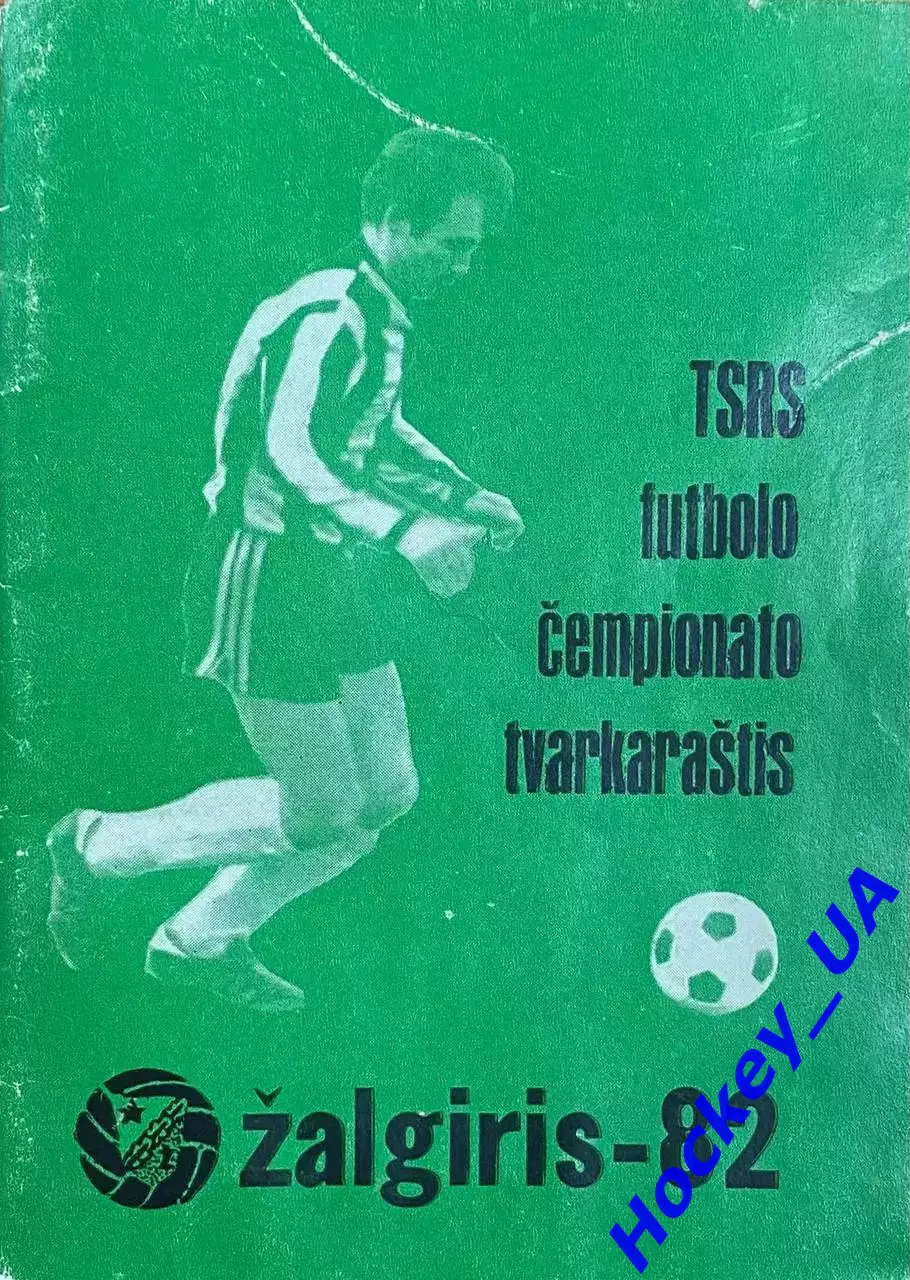 TSRS
futbolo
čempionato
tvarkaraštis
žalgiris-82
Hockey_UA